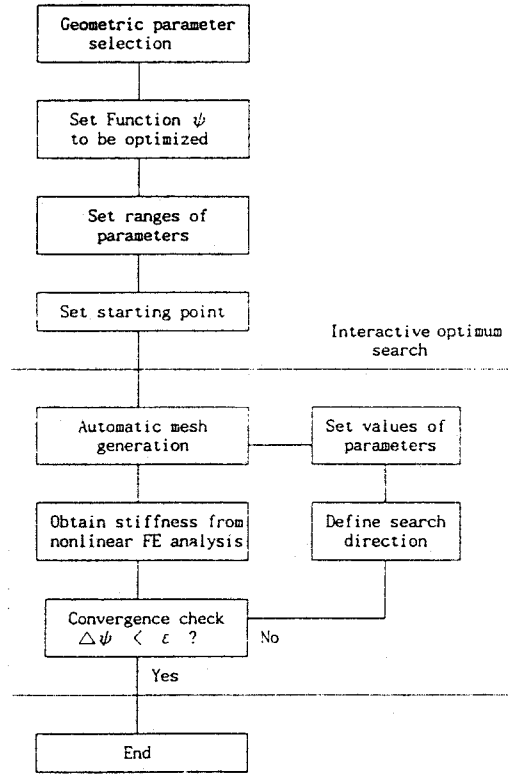 Geometric parameter
selection
Set Function ψ
to be optimized
Set ranges of
parameters
Set starting point
Interactive optimum
search
Automatic mesh
generation
Set values of
parameters
Obtain stiffness from
nonlinear FE analysis
Define search
direction
Convergence check
△ψ < ε ?
No
Yes
End